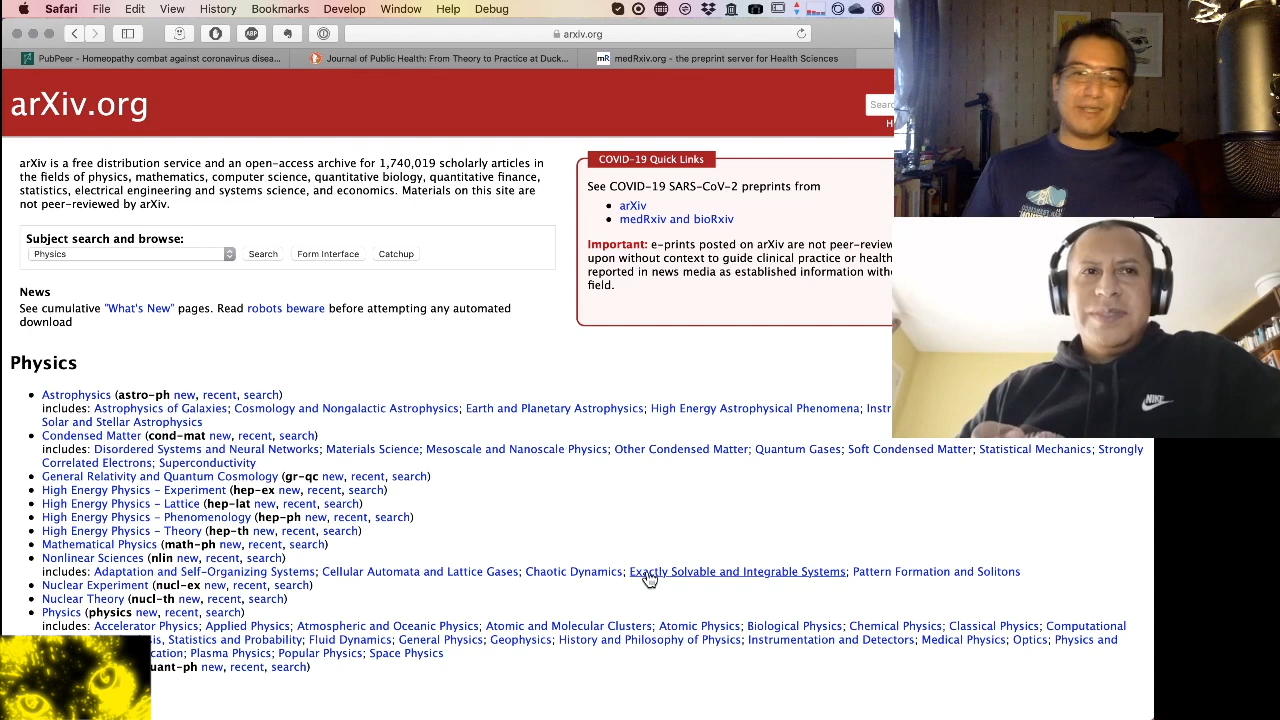 Safari File Edit View History Bookmarks Develop Window Help Debug
ABP
arxiv.org
PubPeer - Homeopathy combat against coronavirus disea...
Journal of Public Health: From Theory to Practice at Duck...
mR medRxiv.org - the preprint server for Health Sciences
arXiv.org
Sear
H
arXiv is a free distribution service and an open-access archive for 1,740,019 scholarly articles in
the fields of physics, mathematics, computer science, quantitative biology, quantitative finance,
statistics, electrical engineering and systems science, and economics. Materials on this site are
not peer-reviewed by arXiv.
Subject search and browse:
Physics Search Form Interface Catchup
News
See cumulative "What's New" pages. Read robots beware before attempting any automated
download
COVID-19 Quick Links
See COVID-19 SARS-CoV-2 preprints from
• arXiv
• medRxiv and bioRxiv
Important: e-prints posted on arXiv are not peer-review
upon without context to guide clinical practice or health
reported in news media as established information with
field.
Physics
• Astrophysics (astro-ph new, recent, search)
includes: Astrophysics of Galaxies; Cosmology and Nongalactic Astrophysics; Earth and Planetary Astrophysics; High Energy Astrophysical Phenomena; Instr
Solar and Stellar Astrophysics
• Condensed Matter (cond-mat new, recent, search)
includes: Disordered Systems and Neural Networks; Materials Science; Mesoscale and Nanoscale Physics; Other Condensed Matter; Quantum Gases; Soft Condensed Matter; Statistical Mechanics; Strongly
Correlated Electrons; Superconductivity
• General Relativity and Quantum Cosmology (gr-qc new, recent, search)
• High Energy Physics - Experiment (hep-ex new, recent, search)
• High Energy Physics - Lattice (hep-lat new, recent, search)
• High Energy Physics - Phenomenology (hep-ph new, recent, search)
• High Energy Physics - Theory (hep-th new, recent, search)
• Mathematical Physics (math-ph new, recent, search)
• Nonlinear Sciences (nlin new, recent, search)
includes: Adaptation and Self-Organizing Systems; Cellular Automata and Lattice Gases; Chaotic Dynamics; Exactly Solvable and Integrable Systems; Pattern Formation and Solitons
• Nuclear Experiment (nucl-ex new, recent, search)
• Nuclear Theory (nucl-th new, recent, search)
• Physics (physics new, recent, search)
includes: Accelerator Physics; Applied Physics; Atmospheric and Oceanic Physics; Atomic and Molecular Clusters; Atomic Physics; Biological Physics; Chemical Physics; Classical Physics; Computational
sis, Statistics and Probability; Fluid Dynamics; General Physics; Geophysics; History and Philosophy of Physics; Instrumentation and Detectors; Medical Physics; Optics; Physics and
cation; Plasma Physics; Popular Physics; Space Physics
uant-ph new, recent, search)
NIKE